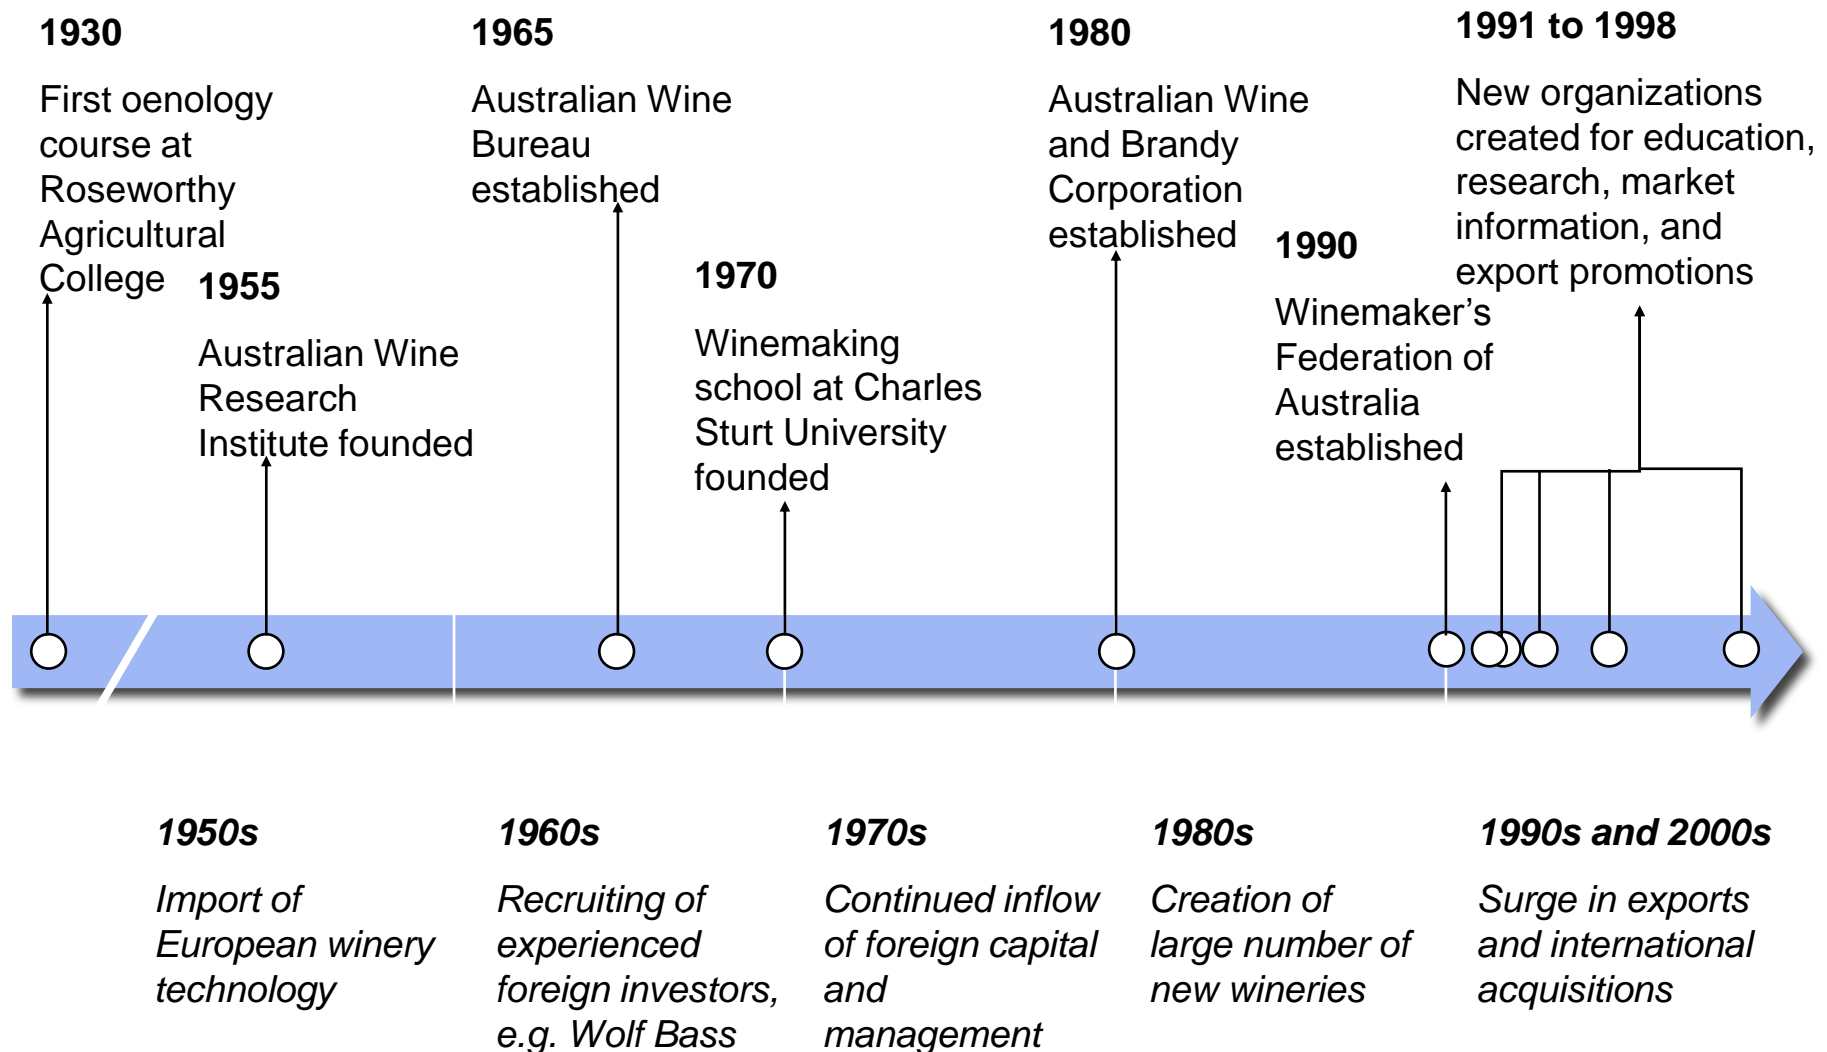 1930
First oenology
course at
Roseworthy
Agricultural
College
1955
Australian Wine
Research
Institute founded
1965
Australian Wine
Bureau
established
1970
Winemaking
school at Charles
Sturt University
founded
1980
Australian Wine
and Brandy
Corporation
established
1990
Winemaker’s
Federation of
Australia
established
1991 to 1998
New organizations
created for education,
research, market
information, and
export promotions
1950s
Import of
European winery
technology
1960s
Recruiting of
experienced
foreign investors,
e.g. Wolf Bass
1970s
Continued inflow
of foreign capital
and
management
1980s
Creation of
large number of
new wineries
1990s and 2000s
Surge in exports
and international
acquisitions